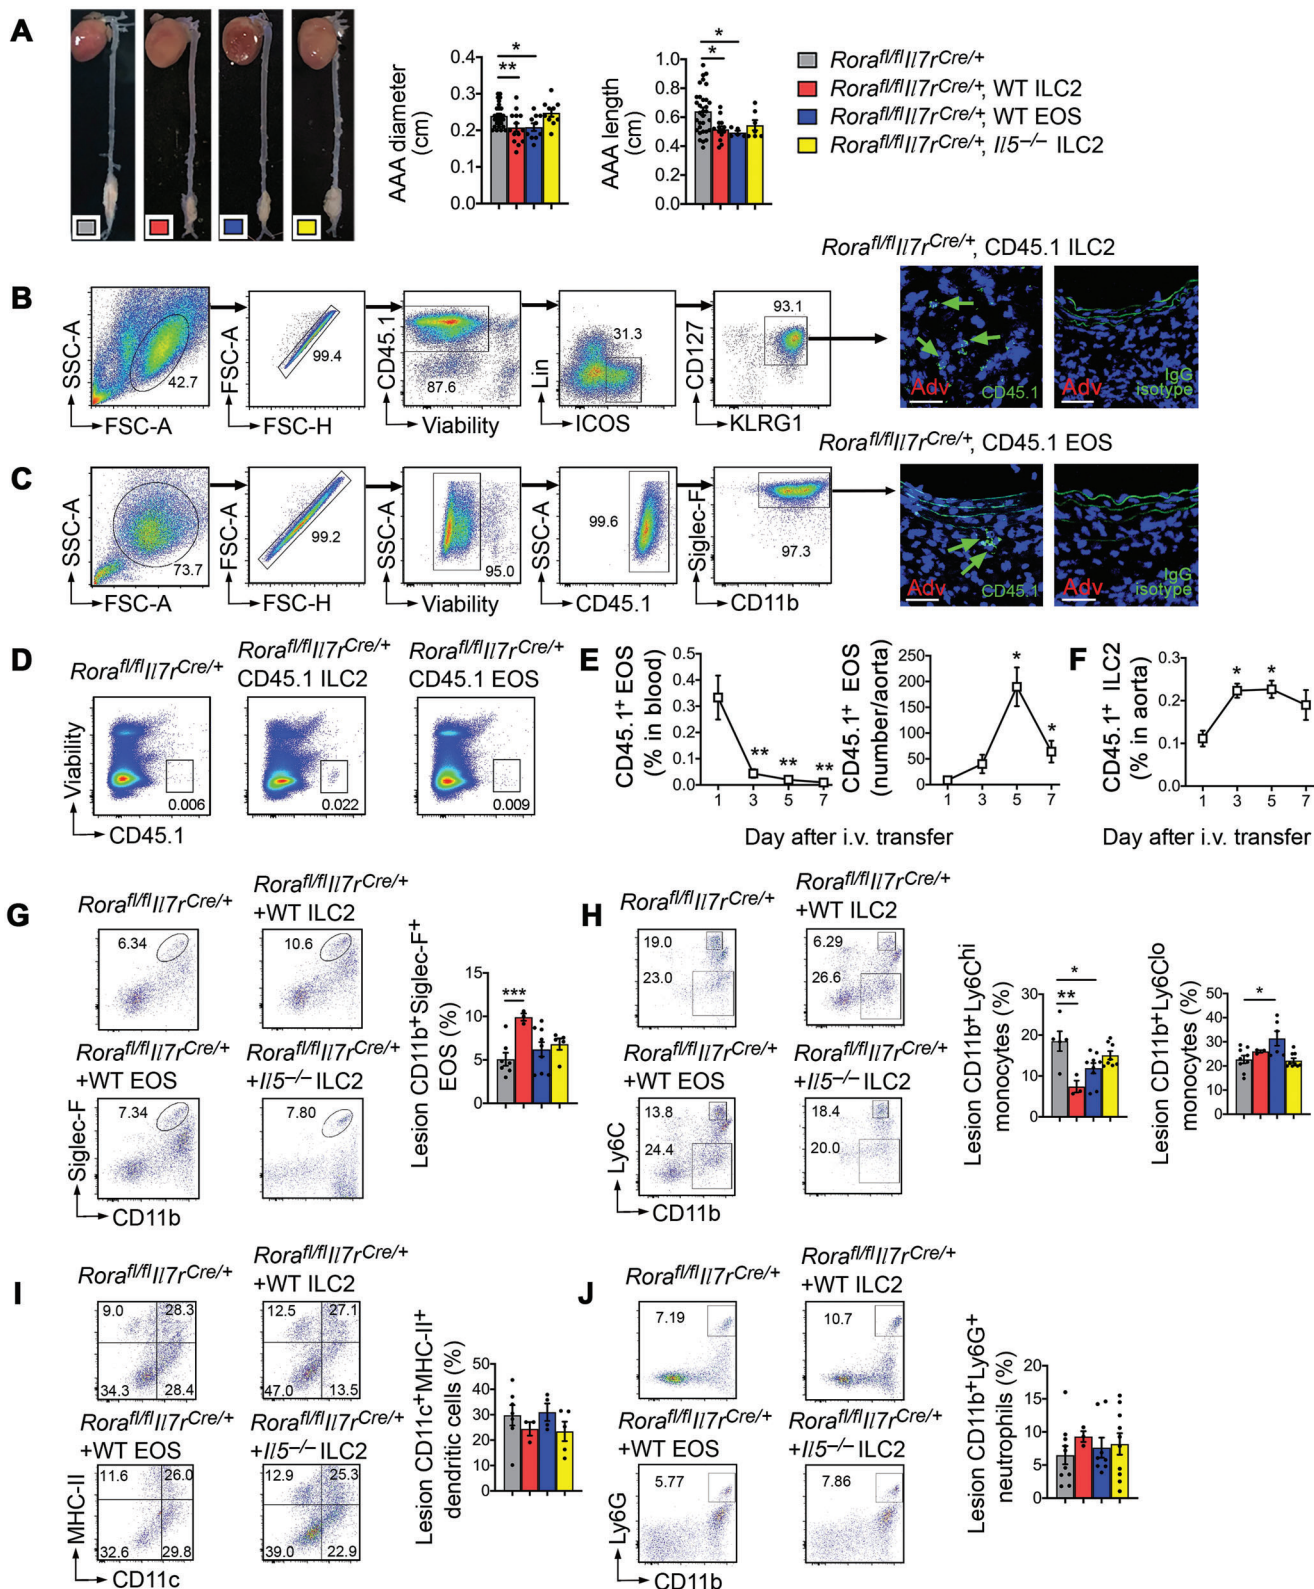 A
AAA diameter
(cm)
0.4
0.3
0.2
0.1
0.0
*
**
AAA length
(cm)
1.0
0.8
0.6
0.4
0.2
0
*
*
Rorafl/flIl7rCre/+
Rorafl/flIl7rCre/+, WT ILC2
Rorafl/flIl7rCre/+, WT EOS
Rorafl/flIl7rCre/+, Il5–/– ILC2
B
SSC-A
FSC-A
42.7
FSC-A
FSC-H
99.4
CD45.1
Viability
87.6
Lin
ICOS
31.3
CD127
KLRG1
93.1
Rorafl/flIl7rCre/+, CD45.1 ILC2
Adv
CD45.1
Adv
IgG
isotype
C
SSC-A
FSC-A
73.7
FSC-A
FSC-H
99.2
SSC-A
Viability
95.0
SSC-A
CD45.1
99.6
Siglec-F
CD11b
97.3
Rorafl/flIl7rCre/+, CD45.1 EOS
Adv
CD45.1
Adv
IgG
isotype
D
Rorafl/flIl7rCre/+
Rorafl/flIl7rCre/+
CD45.1 ILC2
Rorafl/flIl7rCre/+
CD45.1 EOS
Viability
CD45.1
0.006
0.022
0.009
E
CD45.1+ EOS
(% in blood)
0.5
0.4
0.3
0.2
0.1
0.0
**
**
**
1 3 5 7
CD45.1+ EOS
(number/aorta)
250
200
150
100
50
0
*
*
1 3 5 7
Day after i.v. transfer
F
CD45.1+ ILC2
(% in aorta)
0.3
0.2
0.1
0.0
* *
1 3 5 7
Day after i.v. transfer
G
Rorafl/flIl7rCre/+
Rorafl/flIl7rCre/+
+WT ILC2
6.34
10.6
Rorafl/flIl7rCre/+
+WT EOS
Rorafl/flIl7rCre/+
+Il5–/– ILC2
7.34
7.80
Siglec-F
CD11b
Lesion CD11b+Siglec-F+
EOS (%)
15
10
5
0
***
H
Rorafl/flIl7rCre/+
Rorafl/flIl7rCre/+
+WT ILC2
19.0
23.0
6.29
26.6
Rorafl/flIl7rCre/+
+WT EOS
Rorafl/flIl7rCre/+
+Il5–/– ILC2
13.8
24.4
18.4
20.0
Ly6C
CD11b
Lesion CD11b+Ly6Chi
monocytes (%)
30
20
10
0
*
**
Lesion CD11b+Ly6Clo
monocytes (%)
50
40
30
20
10
0
*
I
Rorafl/flIl7rCre/+
Rorafl/flIl7rCre/+
+WT ILC2
9.0 28.3
34.3 28.4
12.5 27.1
47.0 13.5
Rorafl/flIl7rCre/+
+WT EOS
Rorafl/flIl7rCre/+
+Il5–/– ILC2
11.6 26.0
32.6 29.8
12.9 25.3
39.0 22.9
MHC-II
CD11c
Lesion CD11c+MHC-II+
dendritic cells (%)
50
40
30
20
10
0
J
Rorafl/flIl7rCre/+
Rorafl/flIl7rCre/+
+WT ILC2
7.19
10.7
Rorafl/flIl7rCre/+
+WT EOS
Rorafl/flIl7rCre/+
+Il5–/– ILC2
5.77
7.86
Ly6G
CD11b
Lesion CD11b+Ly6G+
neutrophils (%)
20
15
10
5
0